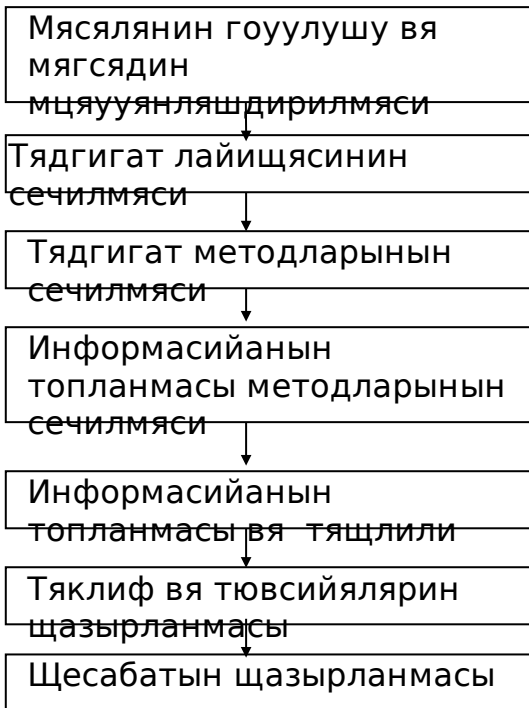 Мясялянин гоуулушу вя
мягсядин
мцяууянляшдирилмяси
Тядгигат лайищясинин
сечилмяси
Тядгигат методларынын
сечилмяси
Информасийанын
топланмасы методларынын
сечилмяси
Информасийанын
топланмасы вя тящлили
Тяклиф вя тювсийялярин
щазырланмасы
Щесабатын щазырланмасы